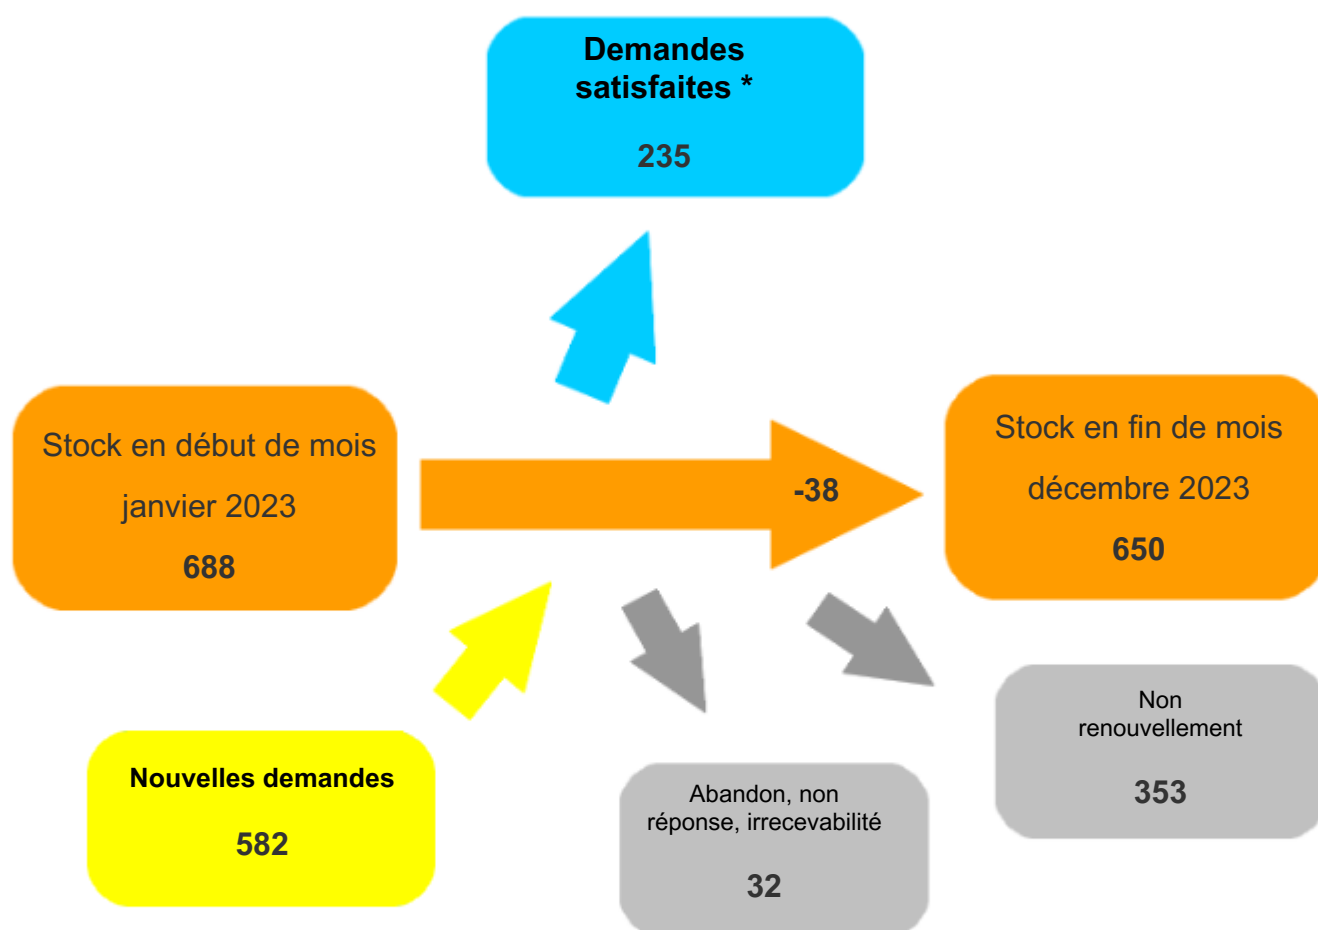 Demandes
satisfaites *
235
Stock en début de mois
janvier 2023
688
-38
Stock en fin de mois
décembre 2023
650
Nouvelles demandes
582
Abandon, non
réponse, irrecevabilité
32
Non
renouvellement
353